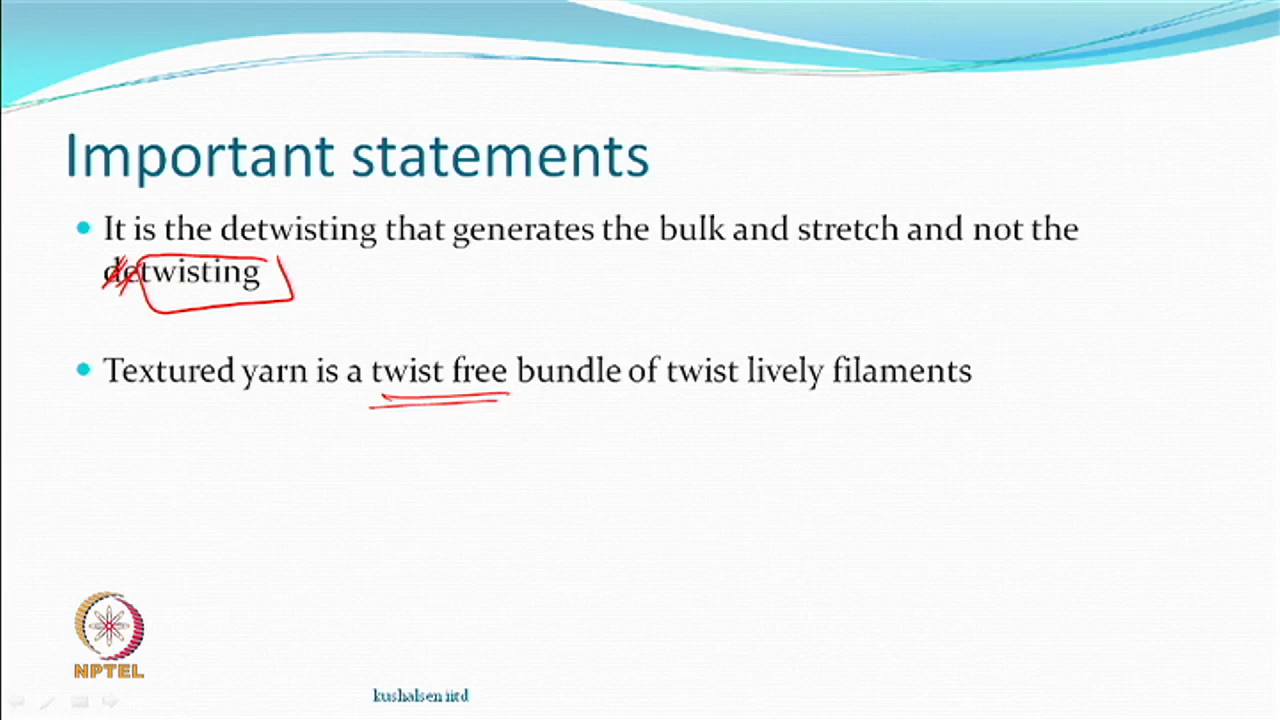 Important statements
It is the detwisting that generates the bulk and stretch and not the
detwisting
Textured yarn is a twist free bundle of twist lively filaments
NPTEL
kushalsen iitd